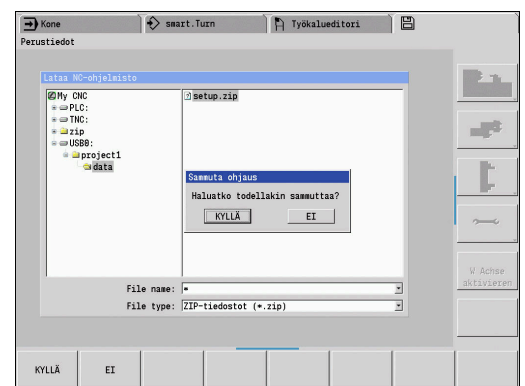 Kone
smart.Turn
Työkalueditori
Perustiedot
Lataa NC-ohjelmisto
My CNC
PLC:
TNC:
zip
USB0:
project1
data
setup.zip
Sammuta ohjaus
Haluatko todellakin sammuttaa?
KYLLÄ
EI
File name: *
File type: ZIP-tiedostot (*.zip)
W Achse
aktivieren
KYLLÄ
EI